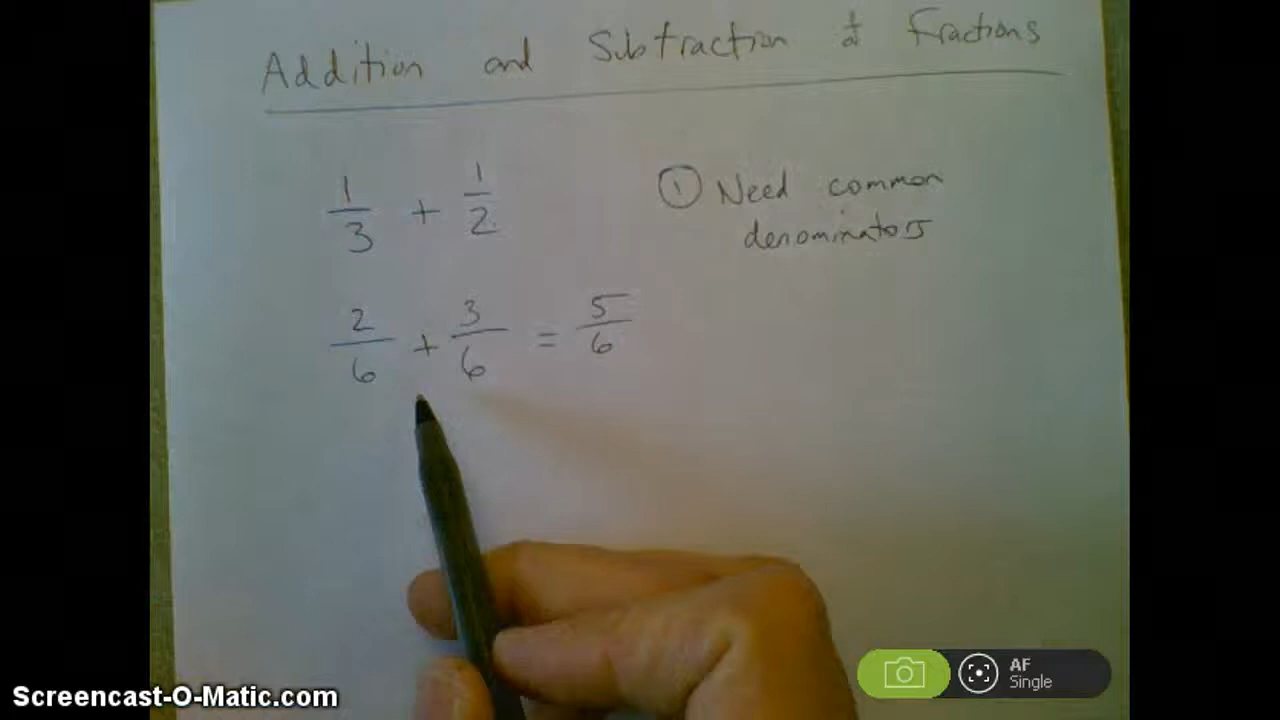 Addition and Subtraction of Fractions
1/3 + 1/2
① Need common
denominators
2/6 + 3/6 = 5/6
AF
Single
Screencast-O-Matic.com